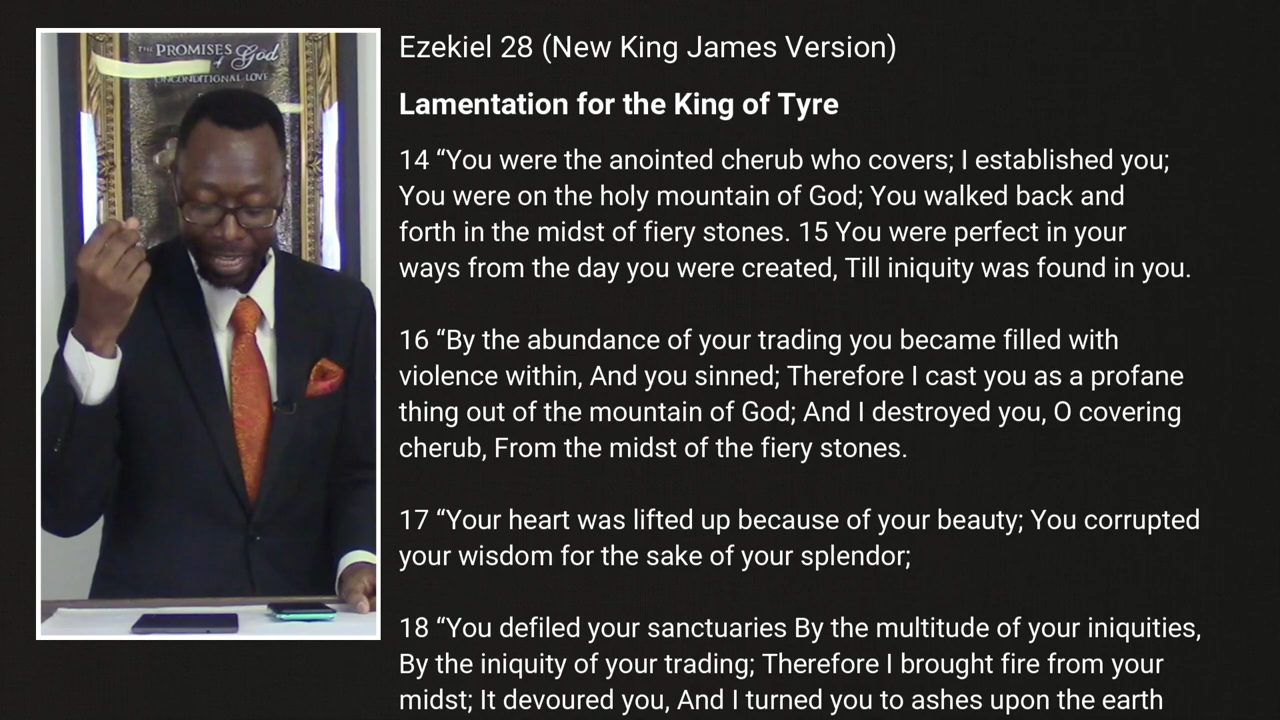 THE PROMISES
of God
UNCONDITIONAL LOVE
Ezekiel 28 (New King James Version)
Lamentation for the King of Tyre
14 “You were the anointed cherub who covers; I established you;
You were on the holy mountain of God; You walked back and
forth in the midst of fiery stones. 15 You were perfect in your
ways from the day you were created, Till iniquity was found in you.
16 “By the abundance of your trading you became filled with
violence within, And you sinned; Therefore I cast you as a profane
thing out of the mountain of God; And I destroyed you, O covering
cherub, From the midst of the fiery stones.
17 “Your heart was lifted up because of your beauty; You corrupted
your wisdom for the sake of your splendor;
18 “You defiled your sanctuaries By the multitude of your iniquities,
By the iniquity of your trading; Therefore I brought fire from your
midst; It devoured you, And I turned you to ashes upon the earth